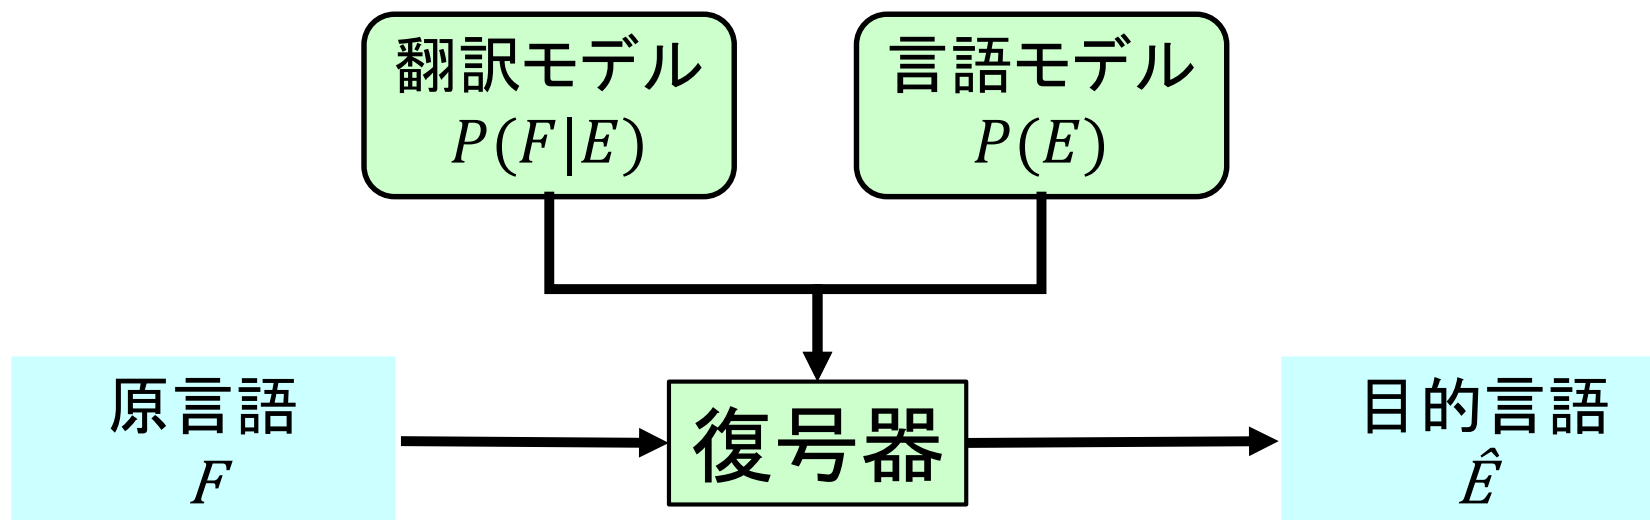 翻訳モデル
P(F|E)
言語モデル
P(E)
原言語
F
復号器
目的言語
Ê